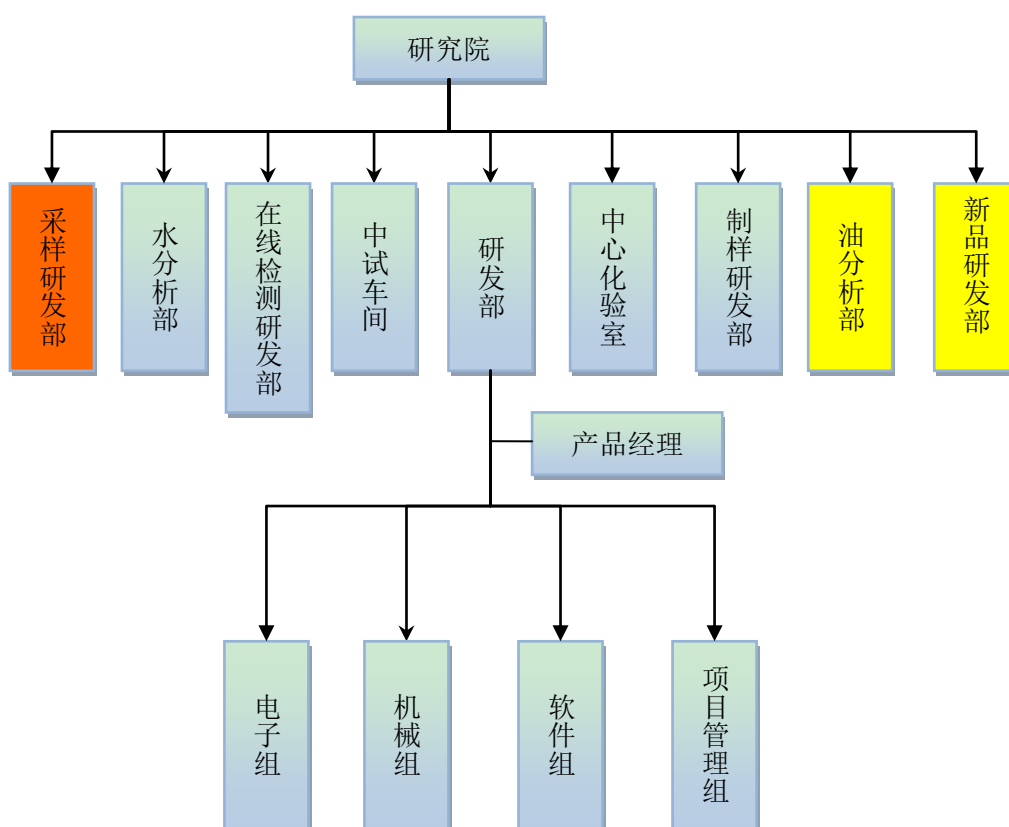 研究院
采样研发部
水分析部
在线检测研发部
中试车间
研发部
中心化验室
制样研发部
油分析部
新品研发部
产品经理
电子组
机械组
软件组
项目管理组